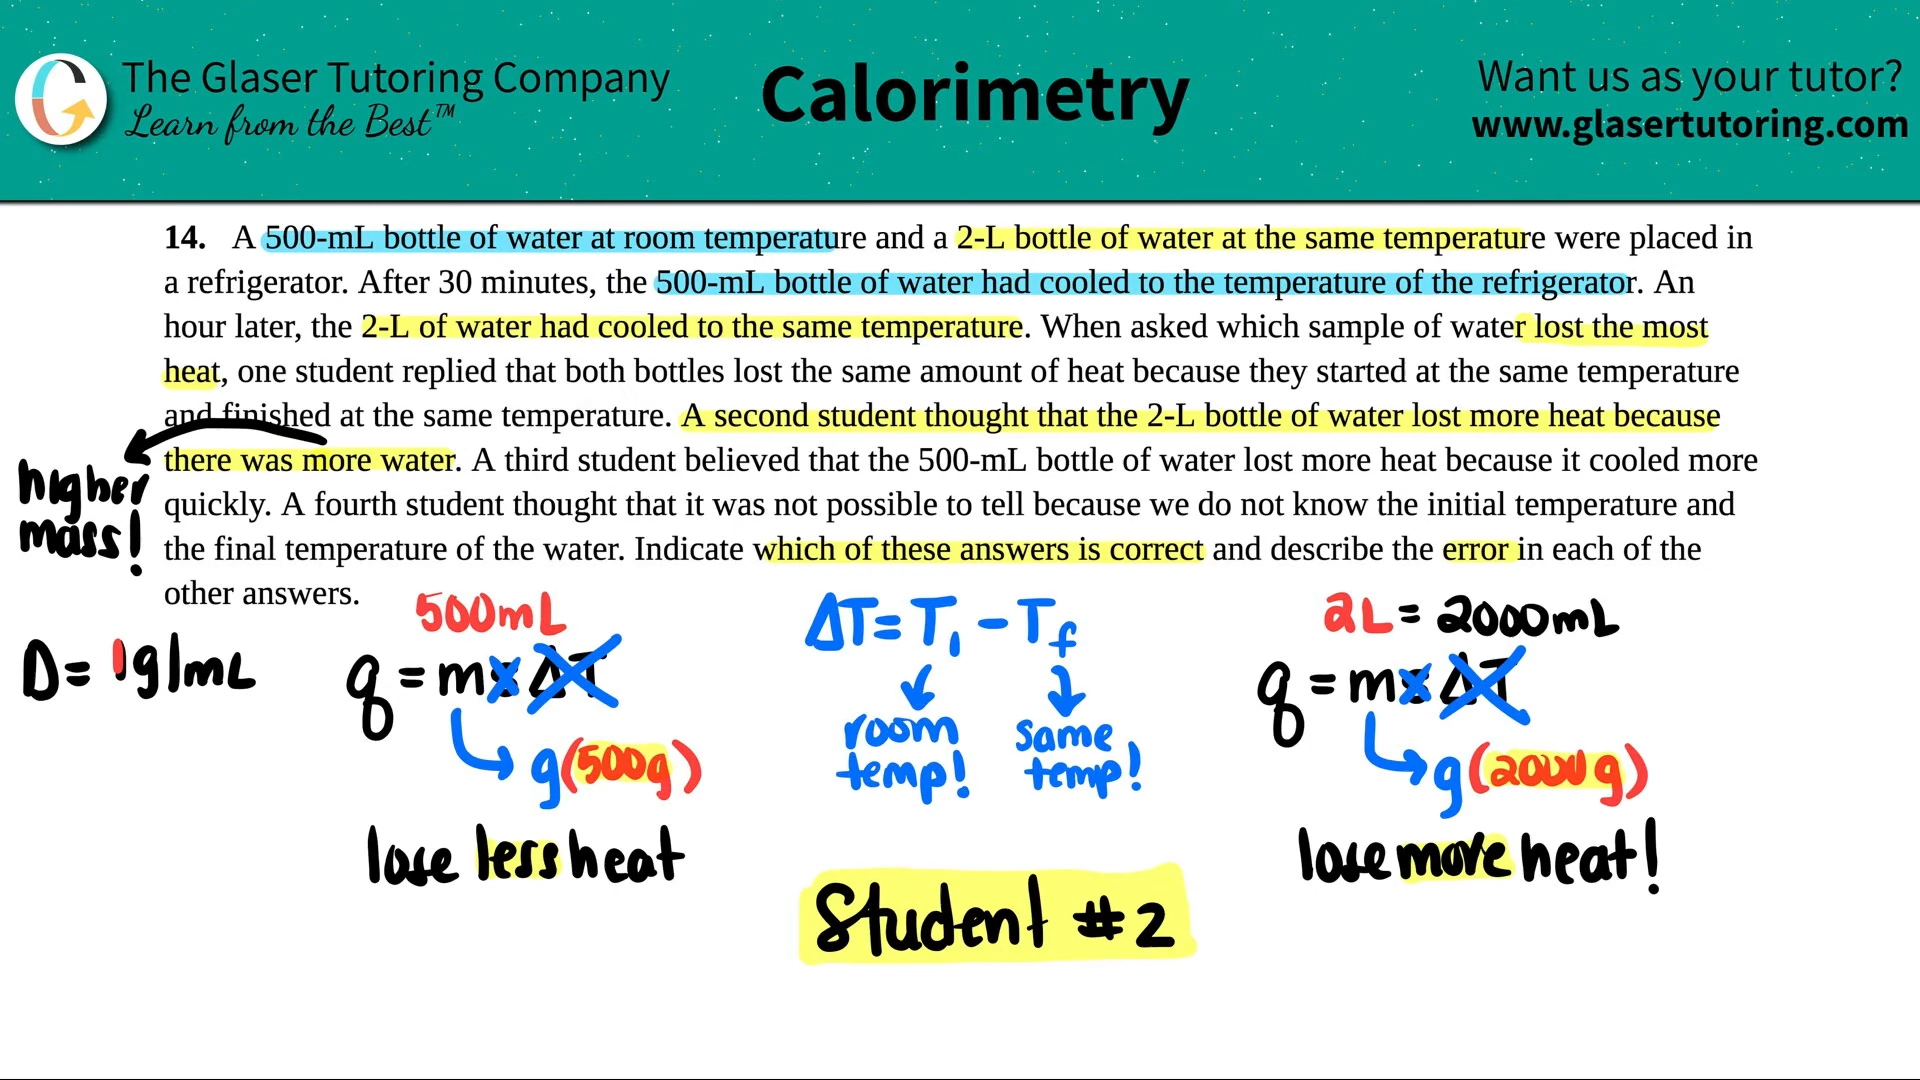 The Glaser Tutoring Company
Learn from the Best™
Calorimetry
Want us as your tutor?
www.glasertutoring.com
14. A 500-mL bottle of water at room temperature and a 2-L bottle of water at the same temperature were placed in
a refrigerator. After 30 minutes, the 500-mL bottle of water had cooled to the temperature of the refrigerator. An
hour later, the 2-L of water had cooled to the same temperature. When asked which sample of water lost the most
heat, one student replied that both bottles lost the same amount of heat because they started at the same temperature
and finished at the same temperature. A second student thought that the 2-L bottle of water lost more heat because
there was more water. A third student believed that the 500-mL bottle of water lost more heat because it cooled more
quickly. A fourth student thought that it was not possible to tell because we do not know the initial temperature and
the final temperature of the water. Indicate which of these answers is correct and describe the error in each of the
other answers.
higher
mass!
D = 1g/mL
500mL
q = msΔT
g(500g)
lose less heat
ΔT = Ti - Tf
room
temp!
same
temp!
2L = 2000mL
q = msΔT
g(2000g)
lose more heat!
Student #2